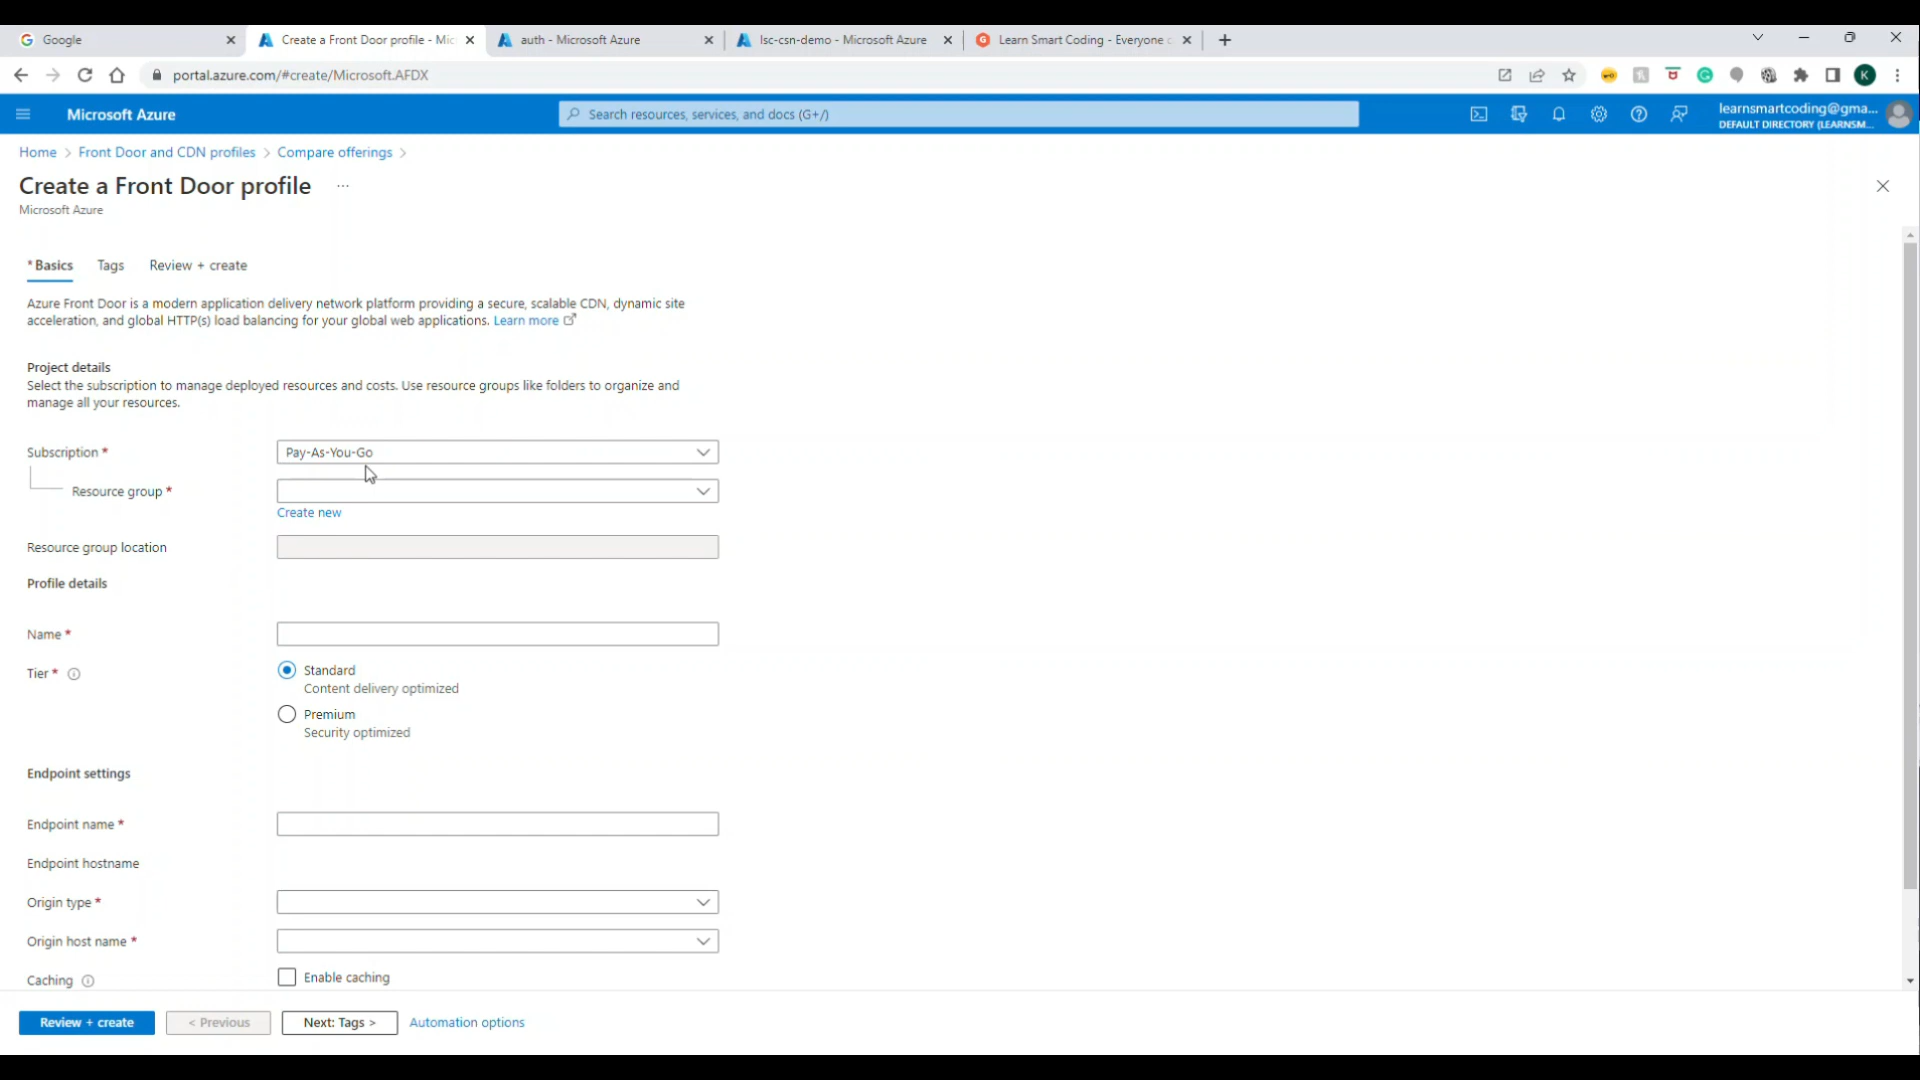 Google
Create a Front Door profile - Mic
auth - Microsoft Azure
lsc-csn-demo - Microsoft Azure
Learn Smart Coding - Everyone c
portal.azure.com/#create/Microsoft.AFDX
K
Microsoft Azure
Search resources, services, and docs (G+/)
learnsmartcoding@gma...
DEFAULT DIRECTORY (LEARNSM...
Home > Front Door and CDN profiles > Compare offerings >
Create a Front Door profile ...
Microsoft Azure
* Basics Tags Review + create
Azure Front Door is a modern application delivery network platform providing a secure, scalable CDN, dynamic site
acceleration, and global HTTP(s) load balancing for your global web applications. Learn more
Project details
Select the subscription to manage deployed resources and costs. Use resource groups like folders to organize and
manage all your resources.
Subscription *
Pay-As-You-Go
Resource group *
Create new
Resource group location
Profile details
Name *
Tier *
Standard
Content delivery optimized
Premium
Security optimized
Endpoint settings
Endpoint name *
Endpoint hostname
Origin type *
Origin host name *
Caching
Enable caching
Review + create
< Previous
Next: Tags >
Automation options